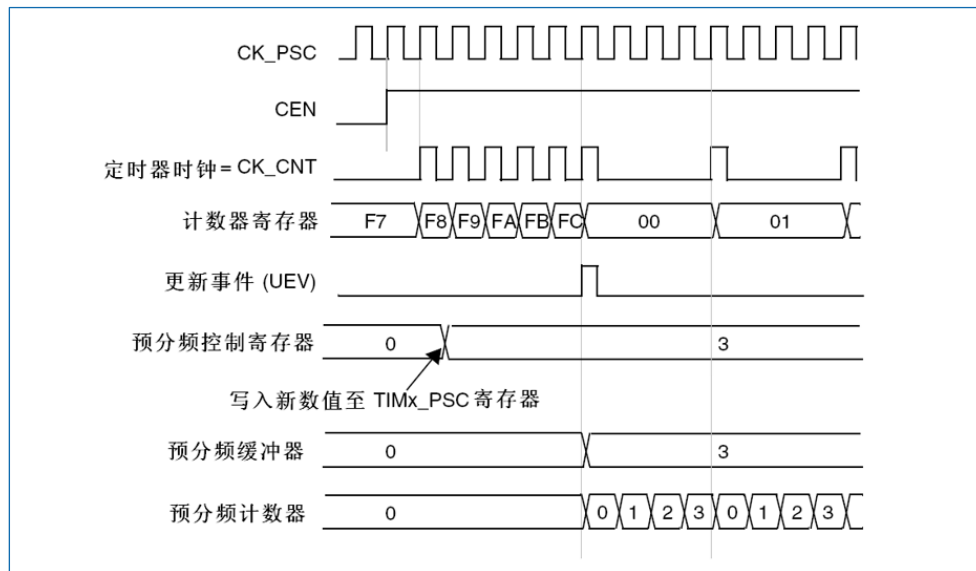 CK_PSC
CEN
定时器时钟 = CK_CNT
计数器寄存器 F7 F8 F9 FA FB FC 00 01
更新事件 (UEV)
预分频控制寄存器 0 3
写入新数值至 TIMx_PSC 寄存器
预分频缓冲器 0 3
预分频计数器 0 0 1 2 3 0 1 2 3